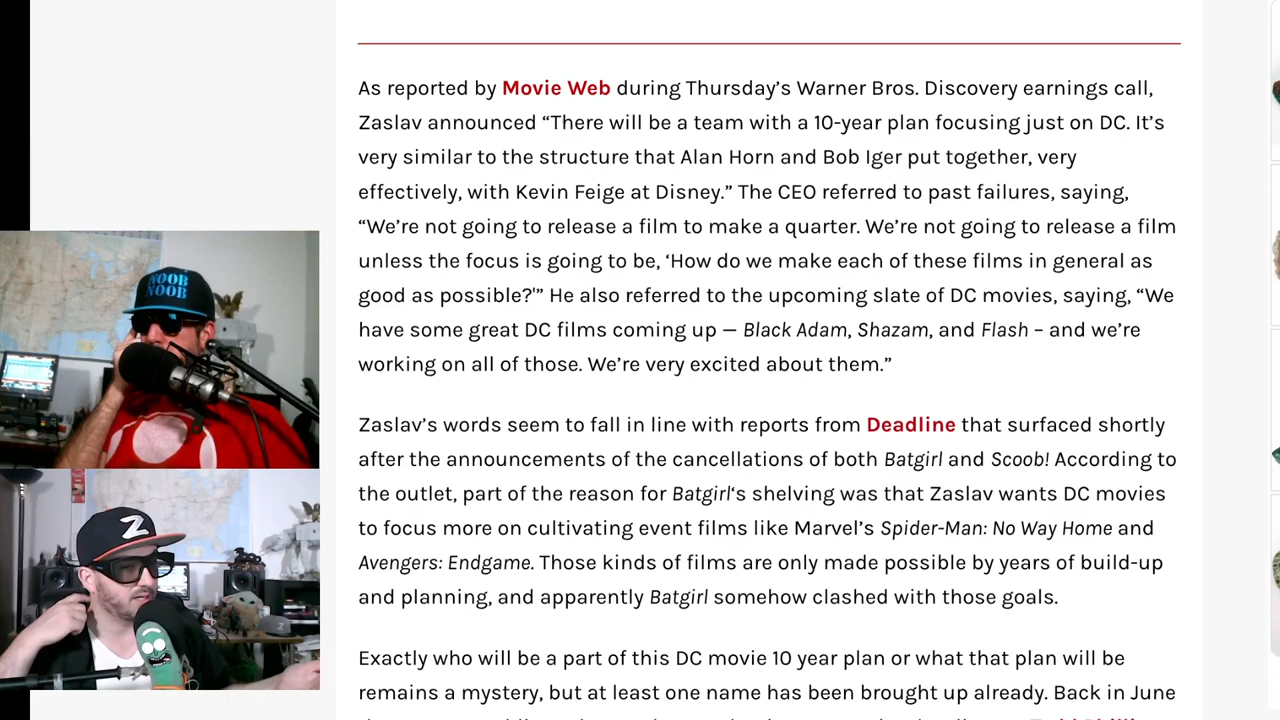 As reported by Movie Web during Thursday’s Warner Bros. Discovery earnings call,
Zaslav announced “There will be a team with a 10-year plan focusing just on DC. It’s
very similar to the structure that Alan Horn and Bob Iger put together, very
effectively, with Kevin Feige at Disney.” The CEO referred to past failures, saying,
“We’re not going to release a film to make a quarter. We’re not going to release a film
unless the focus is going to be, ‘How do we make each of these films in general as
good as possible?'” He also referred to the upcoming slate of DC movies, saying, “We
have some great DC films coming up — Black Adam, Shazam, and Flash – and we’re
working on all of those. We’re very excited about them.”
Zaslav’s words seem to fall in line with reports from Deadline that surfaced shortly
after the announcements of the cancellations of both Batgirl and Scoob! According to
the outlet, part of the reason for Batgirl‘s shelving was that Zaslav wants DC movies
to focus more on cultivating event films like Marvel’s Spider-Man: No Way Home and
Avengers: Endgame. Those kinds of films are only made possible by years of build-up
and planning, and apparently Batgirl somehow clashed with those goals.
Exactly who will be a part of this DC movie 10 year plan or what that plan will be
remains a mystery, but at least one name has been brought up already. Back in June
NOOB
NOOB
Z